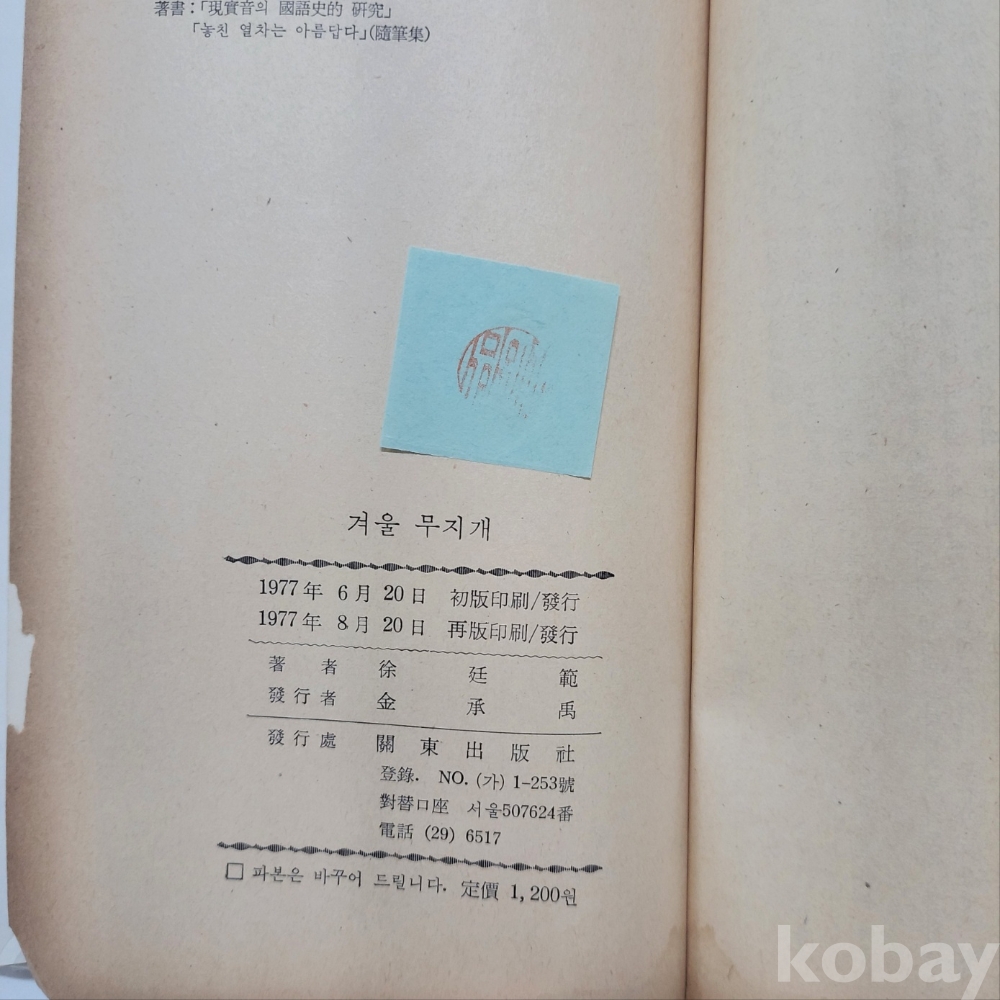 著書:「現實音의 國語史的 硏究」
「놓친 열차는 아름답다」(隨筆集)
겨울 무지개
1977年 6月 20日 初版印刷/發行
1977年 8月 20日 再版印刷/發行
著者 徐廷範
發行者 金承禹
發行處 關東出版社
登錄. NO. (가) 1-253號
對替口座 서울507624番
電話 (29) 6517
□ 파본은 바꾸어 드립니다. 定價 1,200원
kobay